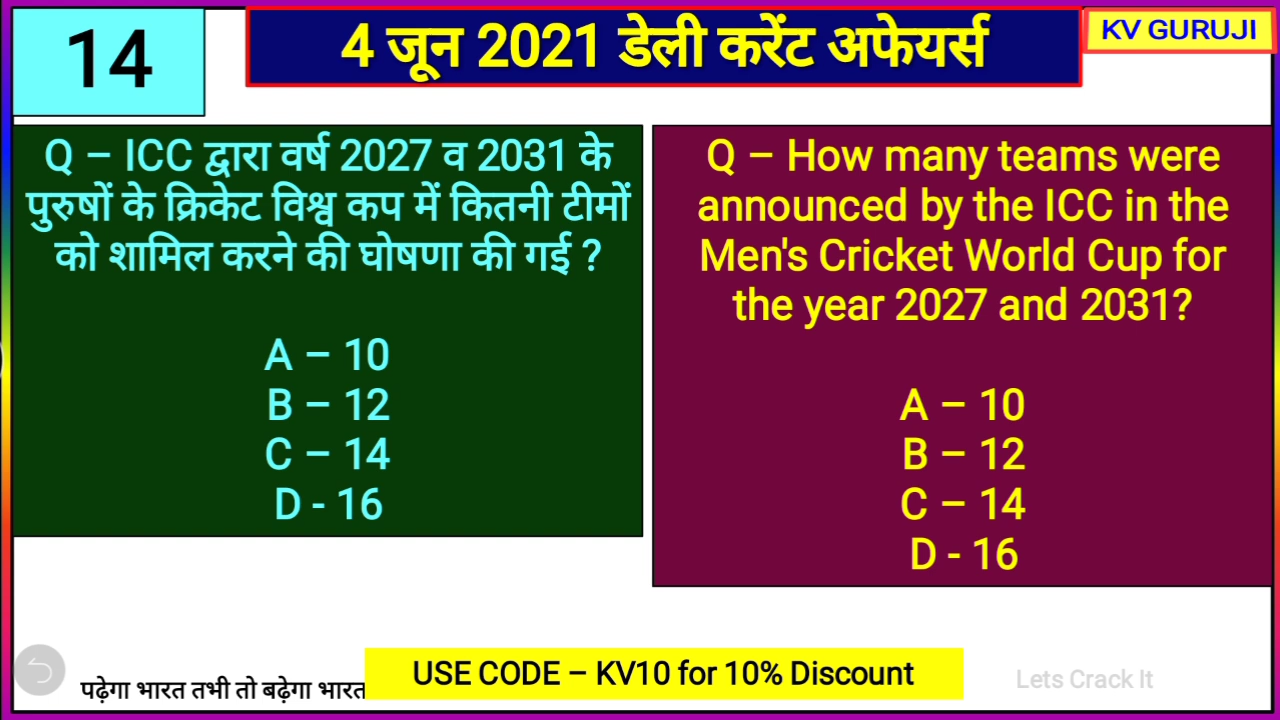 14
4 जून 2021 डेली करेंट अफेयर्स
KV GURUJI
Q – ICC द्वारा वर्ष 2027 व 2031 के
पुरुषों के क्रिकेट विश्व कप में कितनी टीमों
को शामिल करने की घोषणा की गई ?
A – 10
B – 12
C – 14
D - 16
Q – How many teams were
announced by the ICC in the
Men's Cricket World Cup for
the year 2027 and 2031?
A – 10
B – 12
C – 14
D - 16
पढ़ेगा भारत तभी तो बढ़ेगा भारत
USE CODE – KV10 for 10% Discount
Lets Crack It